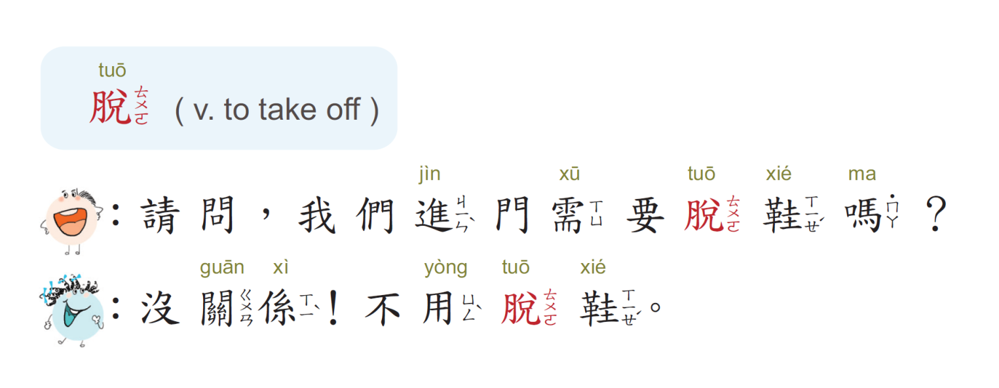 tuō
脫ㄊㄨㄛ ( v. to take off )
jìn xū tuō xié ma
：請問，我們進ㄐㄧㄣˋ門需ㄒㄩ要脫ㄊㄨㄛ鞋ㄒㄧㄝˊ嗎˙ㄇㄚ？
guān xì yòng tuō xié
：沒關ㄍㄨㄢ係ㄒㄧˋ！不用ㄩㄥˋ脫ㄊㄨㄛ鞋ㄒㄧㄝˊ。